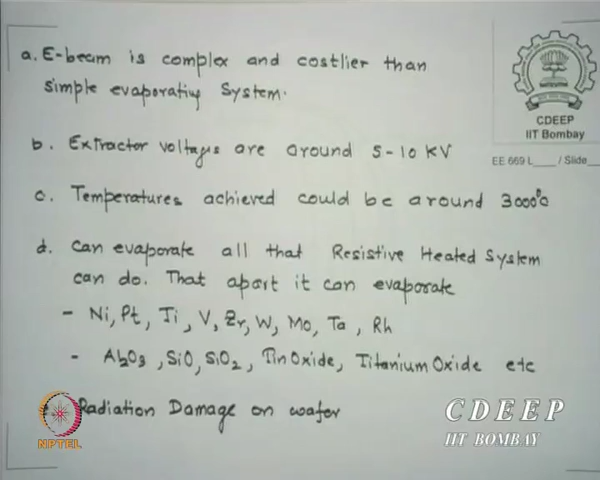 a. E-beam is complex and costlier than
simple evaporating System.
b. Extractor voltages are around 5-10 KV
c. Temperatures achieved could be around 3000°C
d. Can evaporate all that Resistive Heated System
can do. That apart it can evaporate
- Ni, Pt, Ti, V, Zr, W, Mo, Ta, Rh
- Al2O3, SiO, SiO2, Tin Oxide, Titanium Oxide etc
Radiation Damage on wafer
CDEEP
IIT Bombay
EE 669 L____ / Slide
NPTEL
CDEEP
IIT BOMBAY